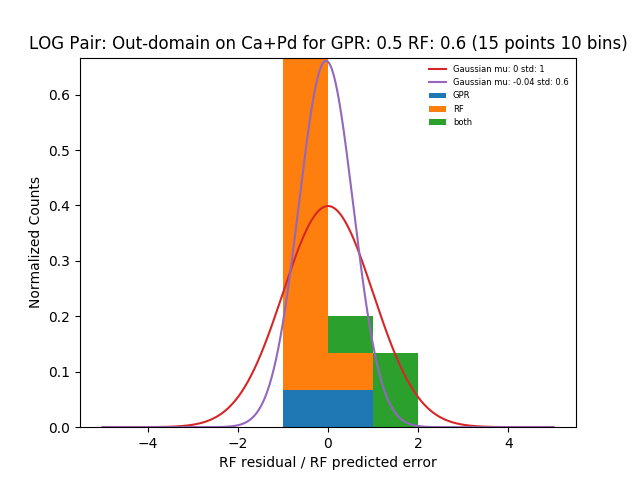 LOG Pair: Out-domain on Ca+Pd for GPR: 0.5 RF: 0.6 (15 points 10 bins)
Gaussian mu: 0 std: 1
Gaussian mu: -0.04 std: 0.6
GPR
RF
both
0.6
0.5
0.4
0.3
0.2
0.1
0.0
Normalized Counts
−4 −2 0 2 4
RF residual / RF predicted error